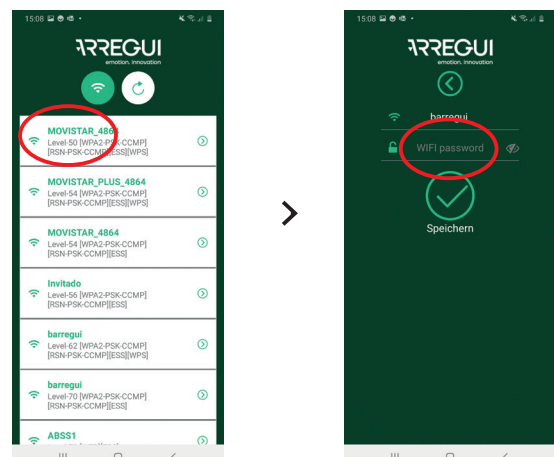 15:08
ARREGUI
emotion. innovation
MOVISTAR_4864
Level-50 [WPA2-PSK-CCMP]
[RSN-PSK-CCMP][ESS][WPS]
MOVISTAR_PLUS_4864
Level-54 [WPA2-PSK-CCMP]
[RSN-PSK-CCMP][ESS][WPS]
MOVISTAR_4864
Level-54 [WPA2-PSK-CCMP]
[RSN-PSK-CCMP][ESS]
Invitado
Level-56 [WPA2-PSK-CCMP]
[RSN-PSK-CCMP][ESS]
barregui
Level-62 [WPA2-PSK-CCMP]
[RSN-PSK-CCMP][ESS][WPS]
barregui
Level-70 [WPA2-PSK-CCMP]
[RSN-PSK-CCMP][ESS]
ABSS1
>
15:08
ARREGUI
emotion. innovation
barregui
WIFI password
Speichern